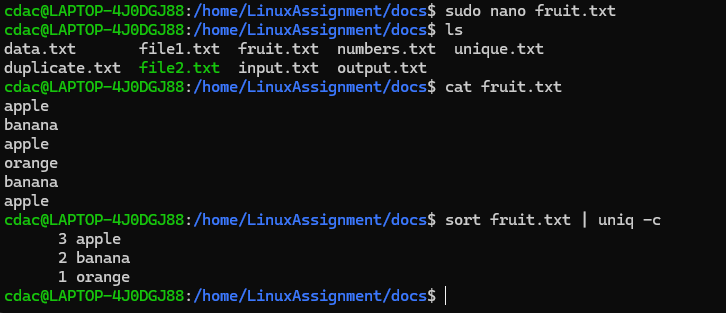 cdac@LAPTOP-4J0DGJ88:/home/LinuxAssignment/docs$ sudo nano fruit.txt
cdac@LAPTOP-4J0DGJ88:/home/LinuxAssignment/docs$ ls
data.txt       file1.txt  fruit.txt  numbers.txt  unique.txt
duplicate.txt  file2.txt  input.txt  output.txt
cdac@LAPTOP-4J0DGJ88:/home/LinuxAssignment/docs$ cat fruit.txt
apple
banana
apple
orange
banana
apple
cdac@LAPTOP-4J0DGJ88:/home/LinuxAssignment/docs$ sort fruit.txt | uniq -c
      3 apple
      2 banana
      1 orange
cdac@LAPTOP-4J0DGJ88:/home/LinuxAssignment/docs$